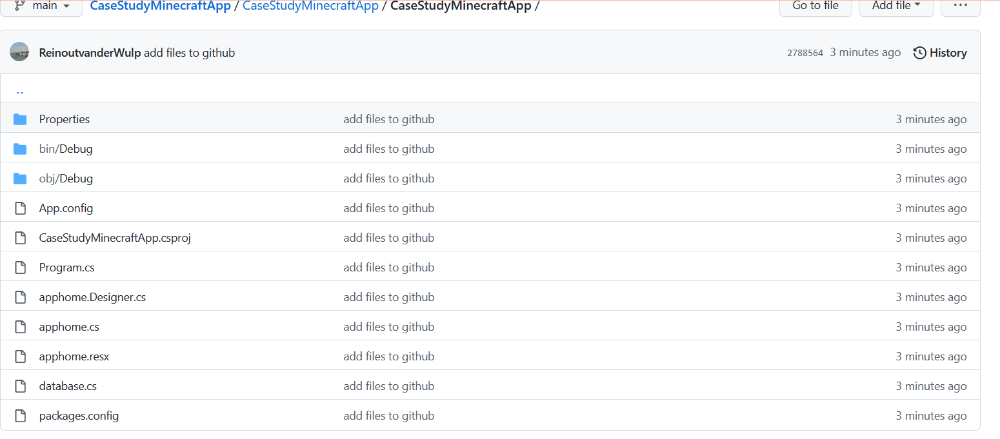 main CaseStudyMinecraftApp / CaseStudyMinecraftApp / CaseStudyMinecraftApp / Go to file Add file ...
ReinoutvanderWulp add files to github 2788564 3 minutes ago History
..
Properties add files to github 3 minutes ago
bin/Debug add files to github 3 minutes ago
obj/Debug add files to github 3 minutes ago
App.config add files to github 3 minutes ago
CaseStudyMinecraftApp.csproj add files to github 3 minutes ago
Program.cs add files to github 3 minutes ago
apphome.Designer.cs add files to github 3 minutes ago
apphome.cs add files to github 3 minutes ago
apphome.resx add files to github 3 minutes ago
database.cs add files to github 3 minutes ago
packages.config add files to github 3 minutes ago